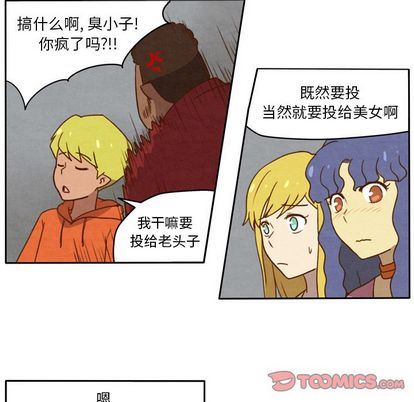 搞什么啊, 臭小子!
你疯了吗?!!
我干嘛要
投给老头子
既然要投
当然就要投给美女啊
TOOMICS.COM
嗯